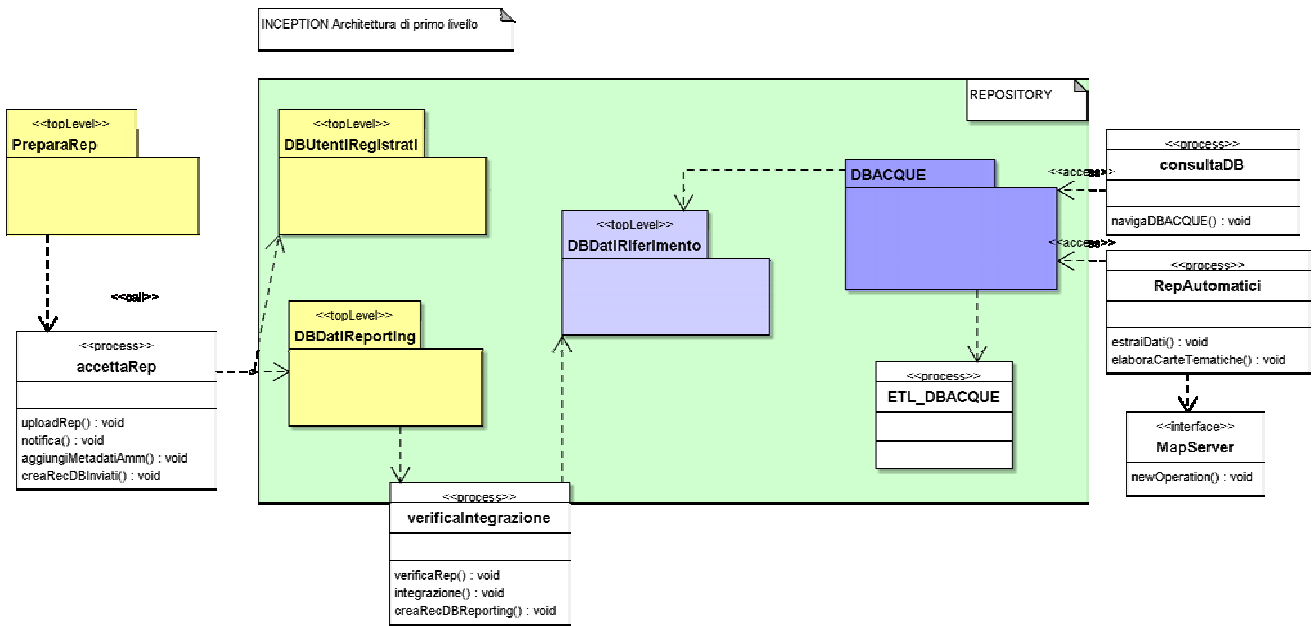 INCEPTION Architettura di primo livello
REPOSITORY
<<topLevel>>
PreparaRep
<<topLevel>>
DBUtentiRegistrati
DBACQUE
<<process>>
consultaDB
navigaDBACQUE() : void
<<access>>
<<topLevel>>
DBDatiRiferimento
<<access>>
<<process>>
RepAutomatici
estraiDati() : void
elaboraCarteTematiche() : void
<<call>>
<<topLevel>>
DBDatiReporting
<<process>>
accettaRep
uploadRep() : void
notifica() : void
aggiungiMetadatiAmm() : void
creaRecDBInviati() : void
<<process>>
ETL_DBACQUE
<<interface>>
MapServer
newOperation() : void
<<process>>
verificaIntegrazione
verificaRep() : void
integrazione() : void
creaRecDBReporting() : void